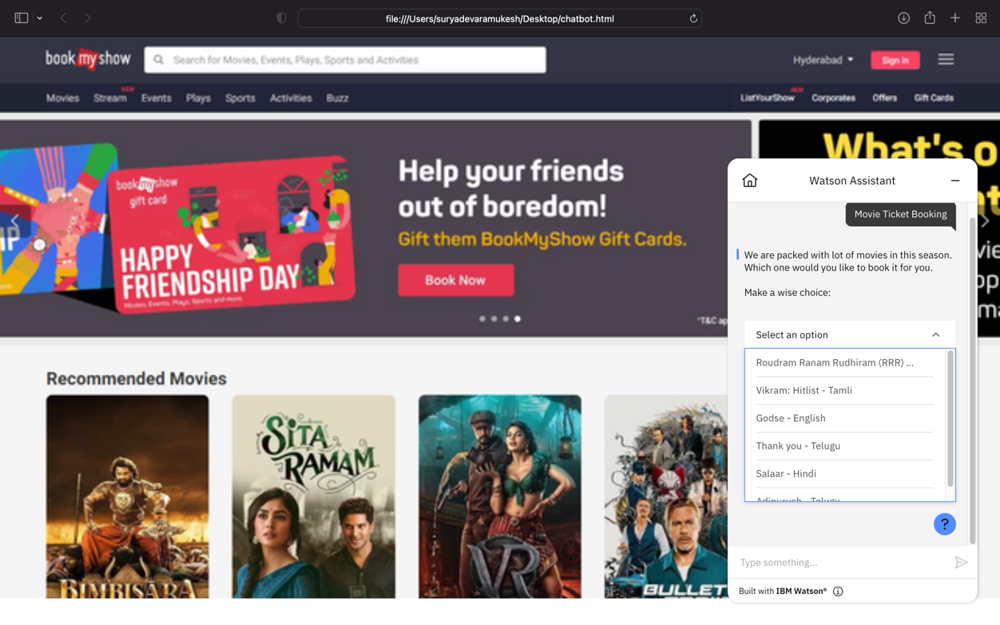 file:///Users/suryadevaramukesh/Desktop/chatbot.html
book my show
Search for Movies, Events, Plays, Sports and Activities
Hyderabad
Sign in
Movies
Stream NEW
Events
Plays
Sports
Activities
Buzz
ListYourShow NEW
Corporates
Offers
Gift Cards
IP
book my show
gift card
HAPPY
FRIENDSHIP DAY
Movies, Events, Plays, Sports and more.
Help your friends
out of boredom!
Gift them BookMyShow Gift Cards.
Book Now
*T&C
What's
Recommended Movies
BIMBISARA
SITA
RAMAM
VR
BULLET
Watson Assistant
Movie Ticket Booking
We are packed with lot of movies in this season.
Which one would you like to book it for you.
Make a wise choice:
Select an option
Roudram Ranam Rudhiram (RRR) ...
Vikram: Hitlist - Tamli
Godse - English
Thank you - Telugu
Salaar - Hindi
Adipurush - Telugu
?
Type something...
Built with IBM Watson®